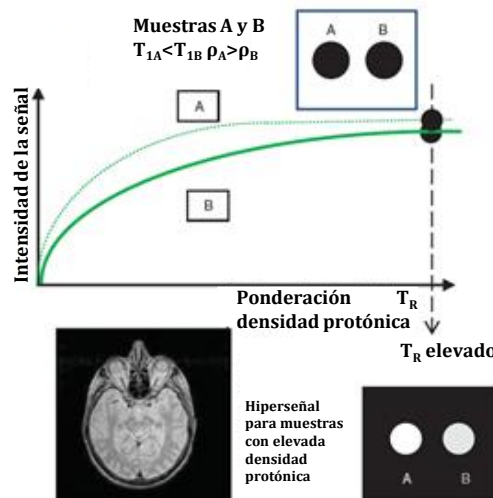 Muestras A y B
T₁A<T₁B ρA>ρB
A B
Intensidad de la señal
A
B
Ponderación TR
densidad protónica
TR elevado
Hiperseñal
para muestras
con elevada
densidad
protónica
A B